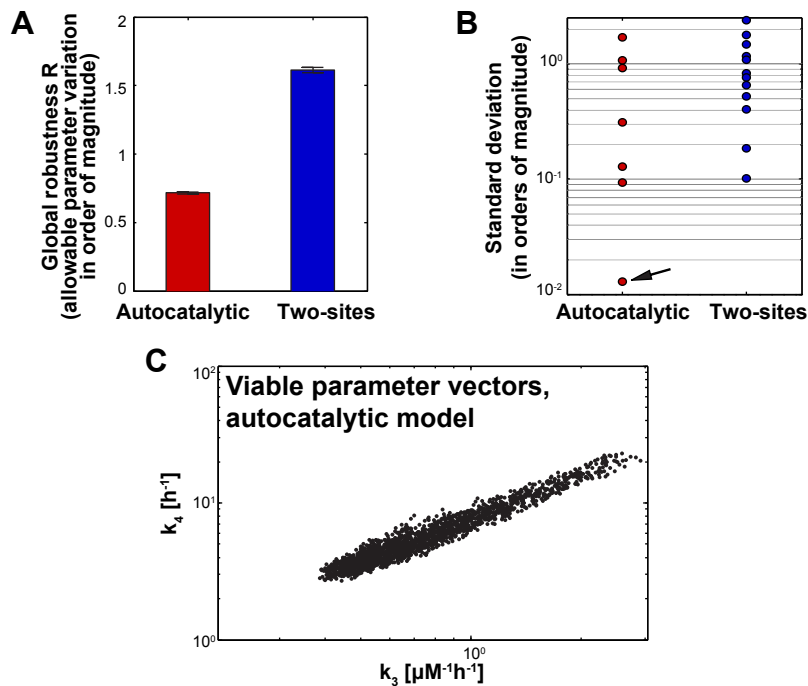 A
Global robustness R
(allowable parameter variation
in order of magnitude)
2
1.5
1
0.5
0
Autocatalytic
Two-sites
B
Standard deviation
(in orders of magnitude)
10⁰
10⁻¹
10⁻²
Autocatalytic
Two-sites
C
Viable parameter vectors,
autocatalytic model
k₄ [h⁻¹]
10²
10¹
10⁰
10⁰
k₃ [µM⁻¹h⁻¹]